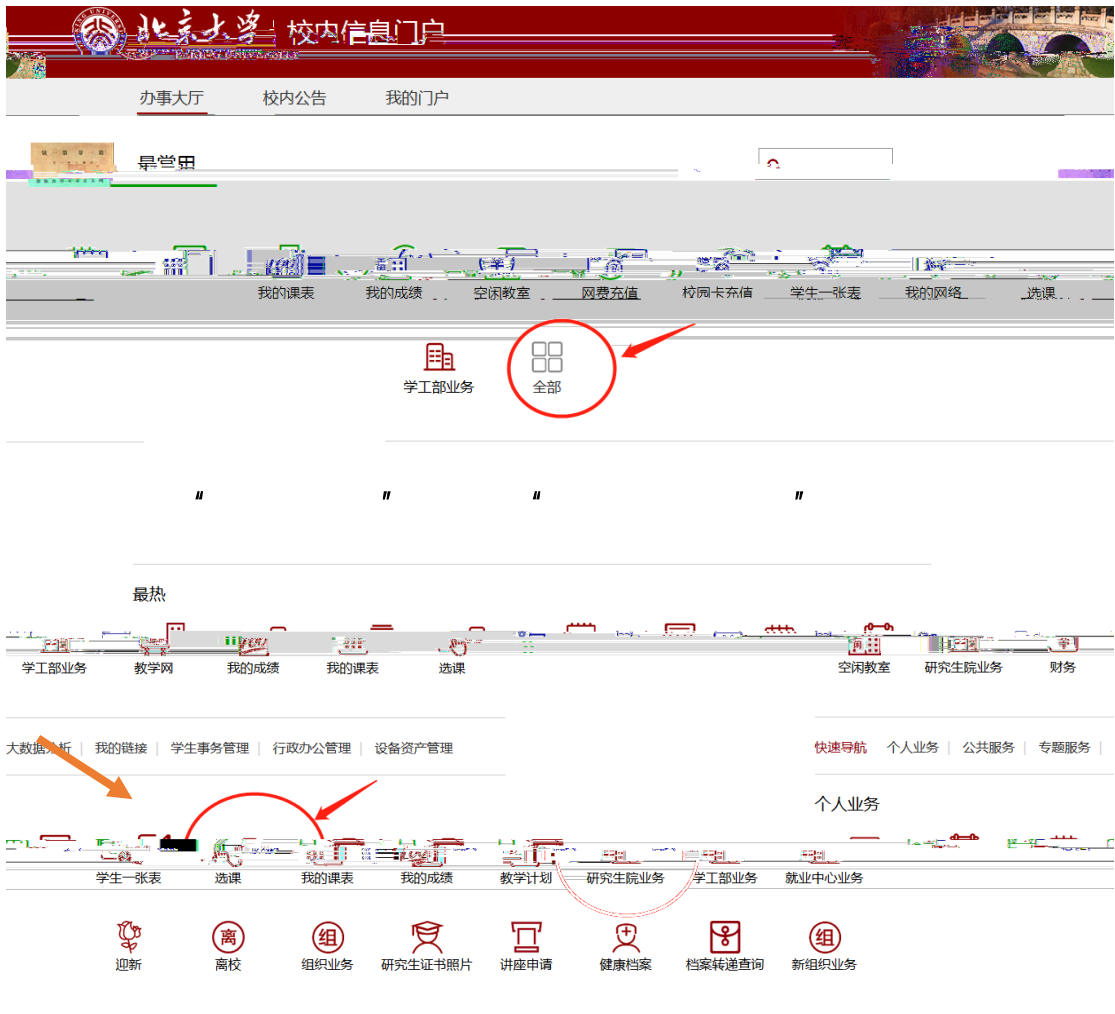 北京大学 校内信息门户
办事大厅 校内公告 我的门户
最常用
我的课表 我的成绩 空闲教室 网费充值 校园卡充值 学生一张表 我的网络 选课
学工部业务 全部
“ ” “ ”
最热
学工部业务 教学网 我的成绩 我的课表 选课 空闲教室 研究生院业务 财务
大数据分析 | 我的链接 | 学生事务管理 | 行政办公管理 | 设备资产管理
快速导航 个人业务 | 公共服务 | 专题服务 |
个人业务
学生一张表 选课 我的课表 我的成绩 教学计划 研究生院业务 学工部业务 就业中心业务
迎新 离校 组织业务 研究生证书照片 讲座申请 健康档案 档案转递查询 新组织业务